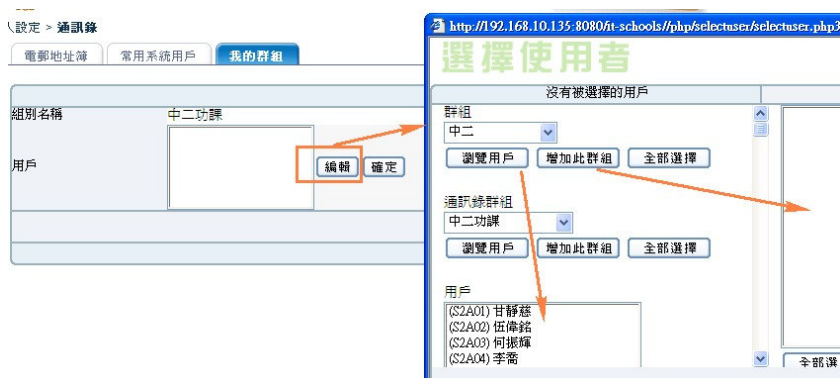 設定 > 通訊錄
電郵地址簿
常用系統用戶
我的群組
組別名稱
中二功課
用戶
編輯
確定
http://192.168.10.135:8080/it-schools//php/selectuser/selectuser.php3
選擇使用者
沒有被選擇的用戶
群組
中二
瀏覽用戶
增加此群組
全部選擇
通訊錄群組
中二功課
瀏覽用戶
增加此群組
全部選擇
用戶
(S2A01) 甘靜慈
(S2A02) 伍偉銘
(S2A03) 何振輝
(S2A04) 李喬
全部選